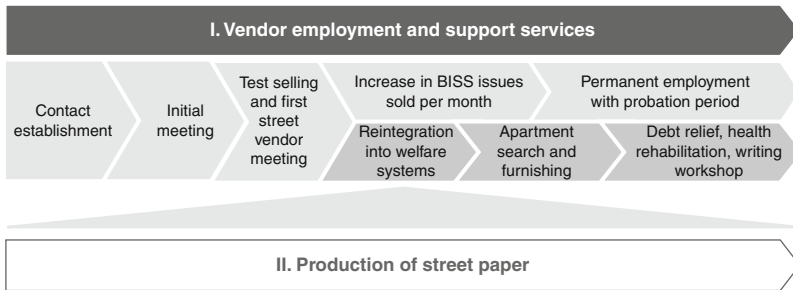 I. Vendor employment and support services
Contact
establishment
Initial
meeting
Test selling
and first
street
vendor
meeting
Increase in BISS issues
sold per month
Permanent employment
with probation period
Reintegration
into welfare
systems
Apartment
search and
furnishing
Debt relief, health
rehabilitation, writing
workshop
II. Production of street paper